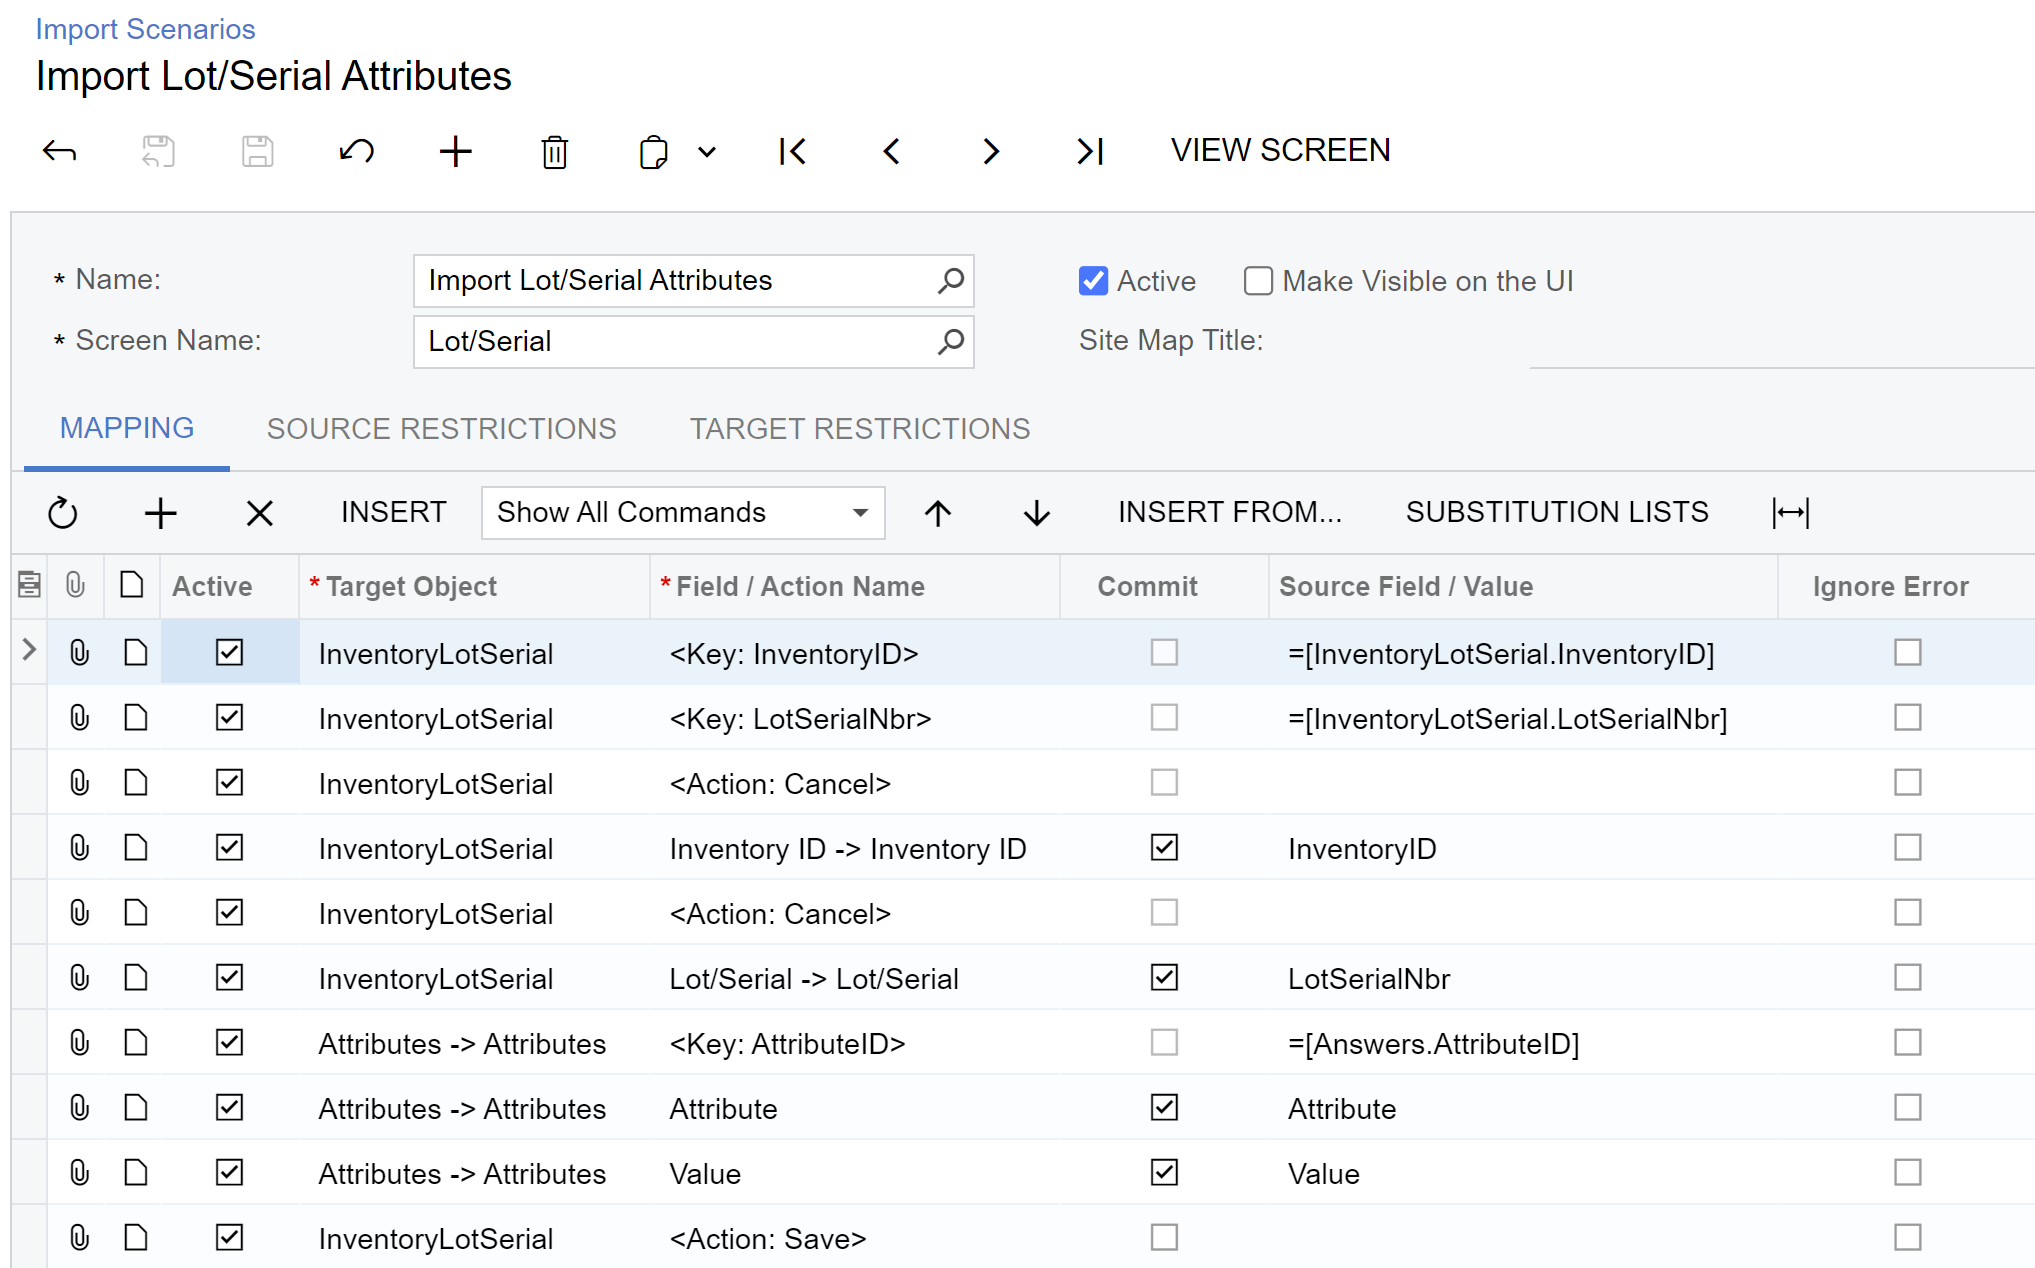 Import Scenarios
Import Lot/Serial Attributes
VIEW SCREEN
* Name: Import Lot/Serial Attributes Active Make Visible on the UI
* Screen Name: Lot/Serial Site Map Title:
MAPPING SOURCE RESTRICTIONS TARGET RESTRICTIONS
INSERT Show All Commands INSERT FROM... SUBSTITUTION LISTS
Active * Target Object * Field / Action Name Commit Source Field / Value Ignore Error
InventoryLotSerial <Key: InventoryID> =[InventoryLotSerial.InventoryID]
InventoryLotSerial <Key: LotSerialNbr> =[InventoryLotSerial.LotSerialNbr]
InventoryLotSerial <Action: Cancel>
InventoryLotSerial Inventory ID -> Inventory ID InventoryID
InventoryLotSerial <Action: Cancel>
InventoryLotSerial Lot/Serial -> Lot/Serial LotSerialNbr
Attributes -> Attributes <Key: AttributeID> =[Answers.AttributeID]
Attributes -> Attributes Attribute Attribute
Attributes -> Attributes Value Value
InventoryLotSerial <Action: Save>